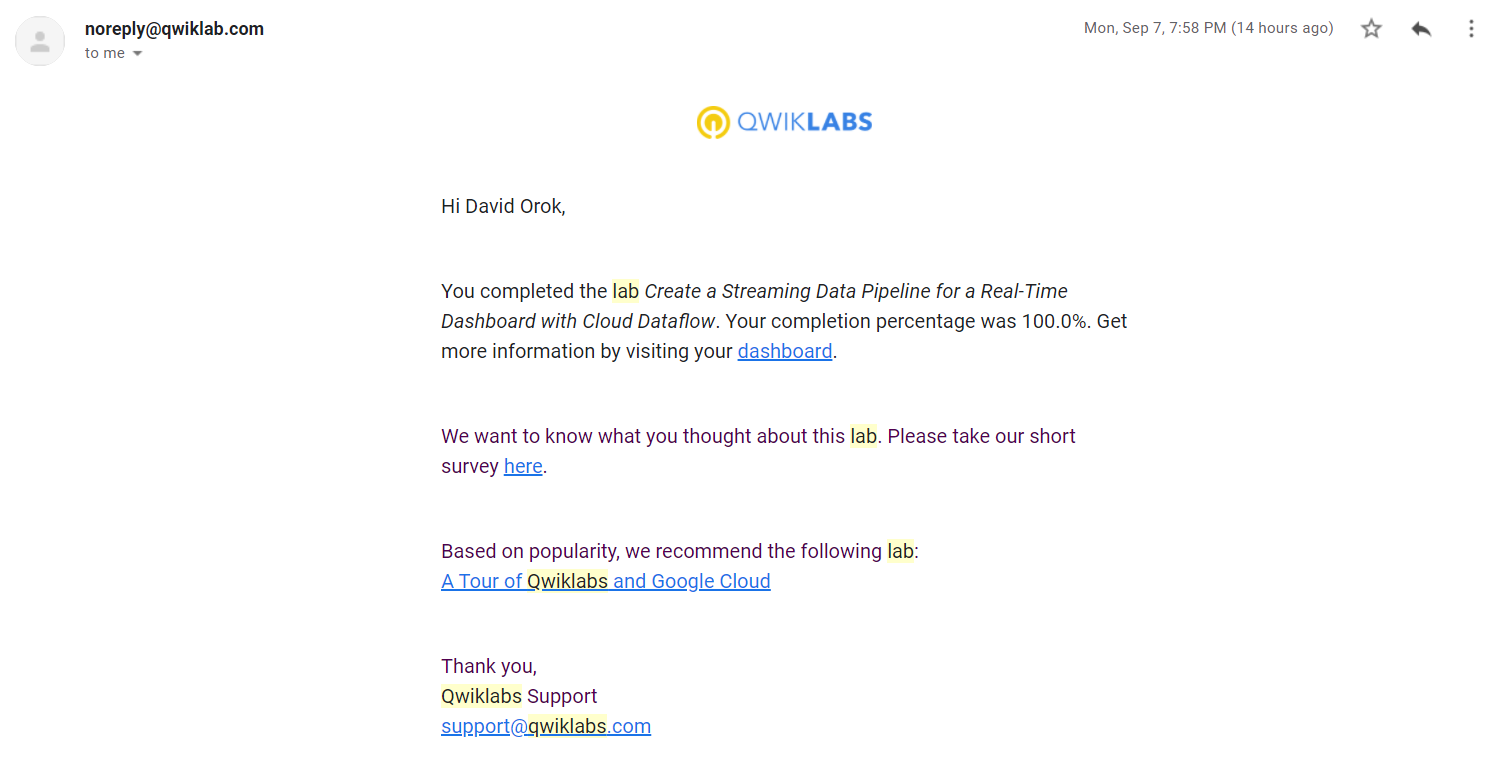 noreply@qwiklab.com
Mon, Sep 7, 7:58 PM (14 hours ago)
to me
QWIKLABS
Hi David Orok,
You completed the lab Create a Streaming Data Pipeline for a Real-Time
Dashboard with Cloud Dataflow. Your completion percentage was 100.0%. Get
more information by visiting your dashboard.
We want to know what you thought about this lab. Please take our short
survey here.
Based on popularity, we recommend the following lab:
A Tour of Qwiklabs and Google Cloud
Thank you,
Qwiklabs Support
support@qwiklabs.com